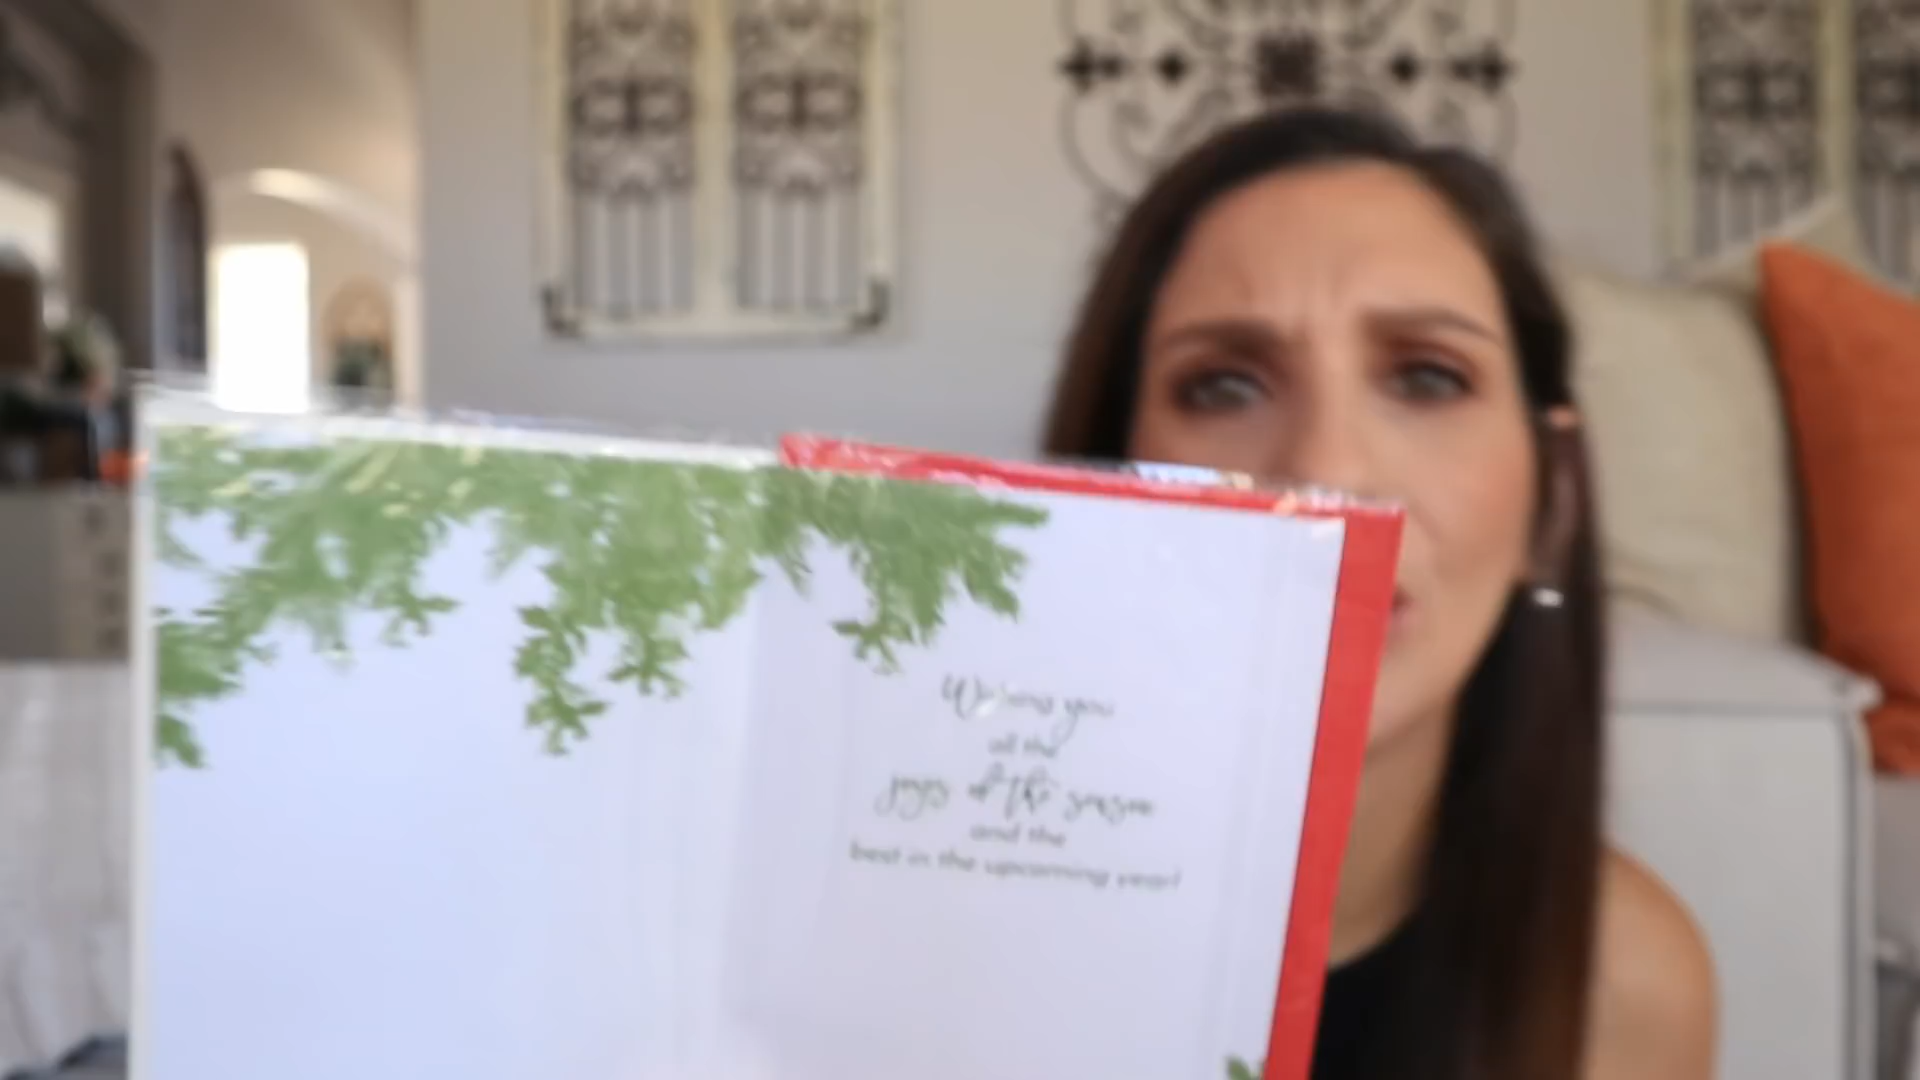 Wishing you
all the
joys of the season
and the
best in the upcoming year!